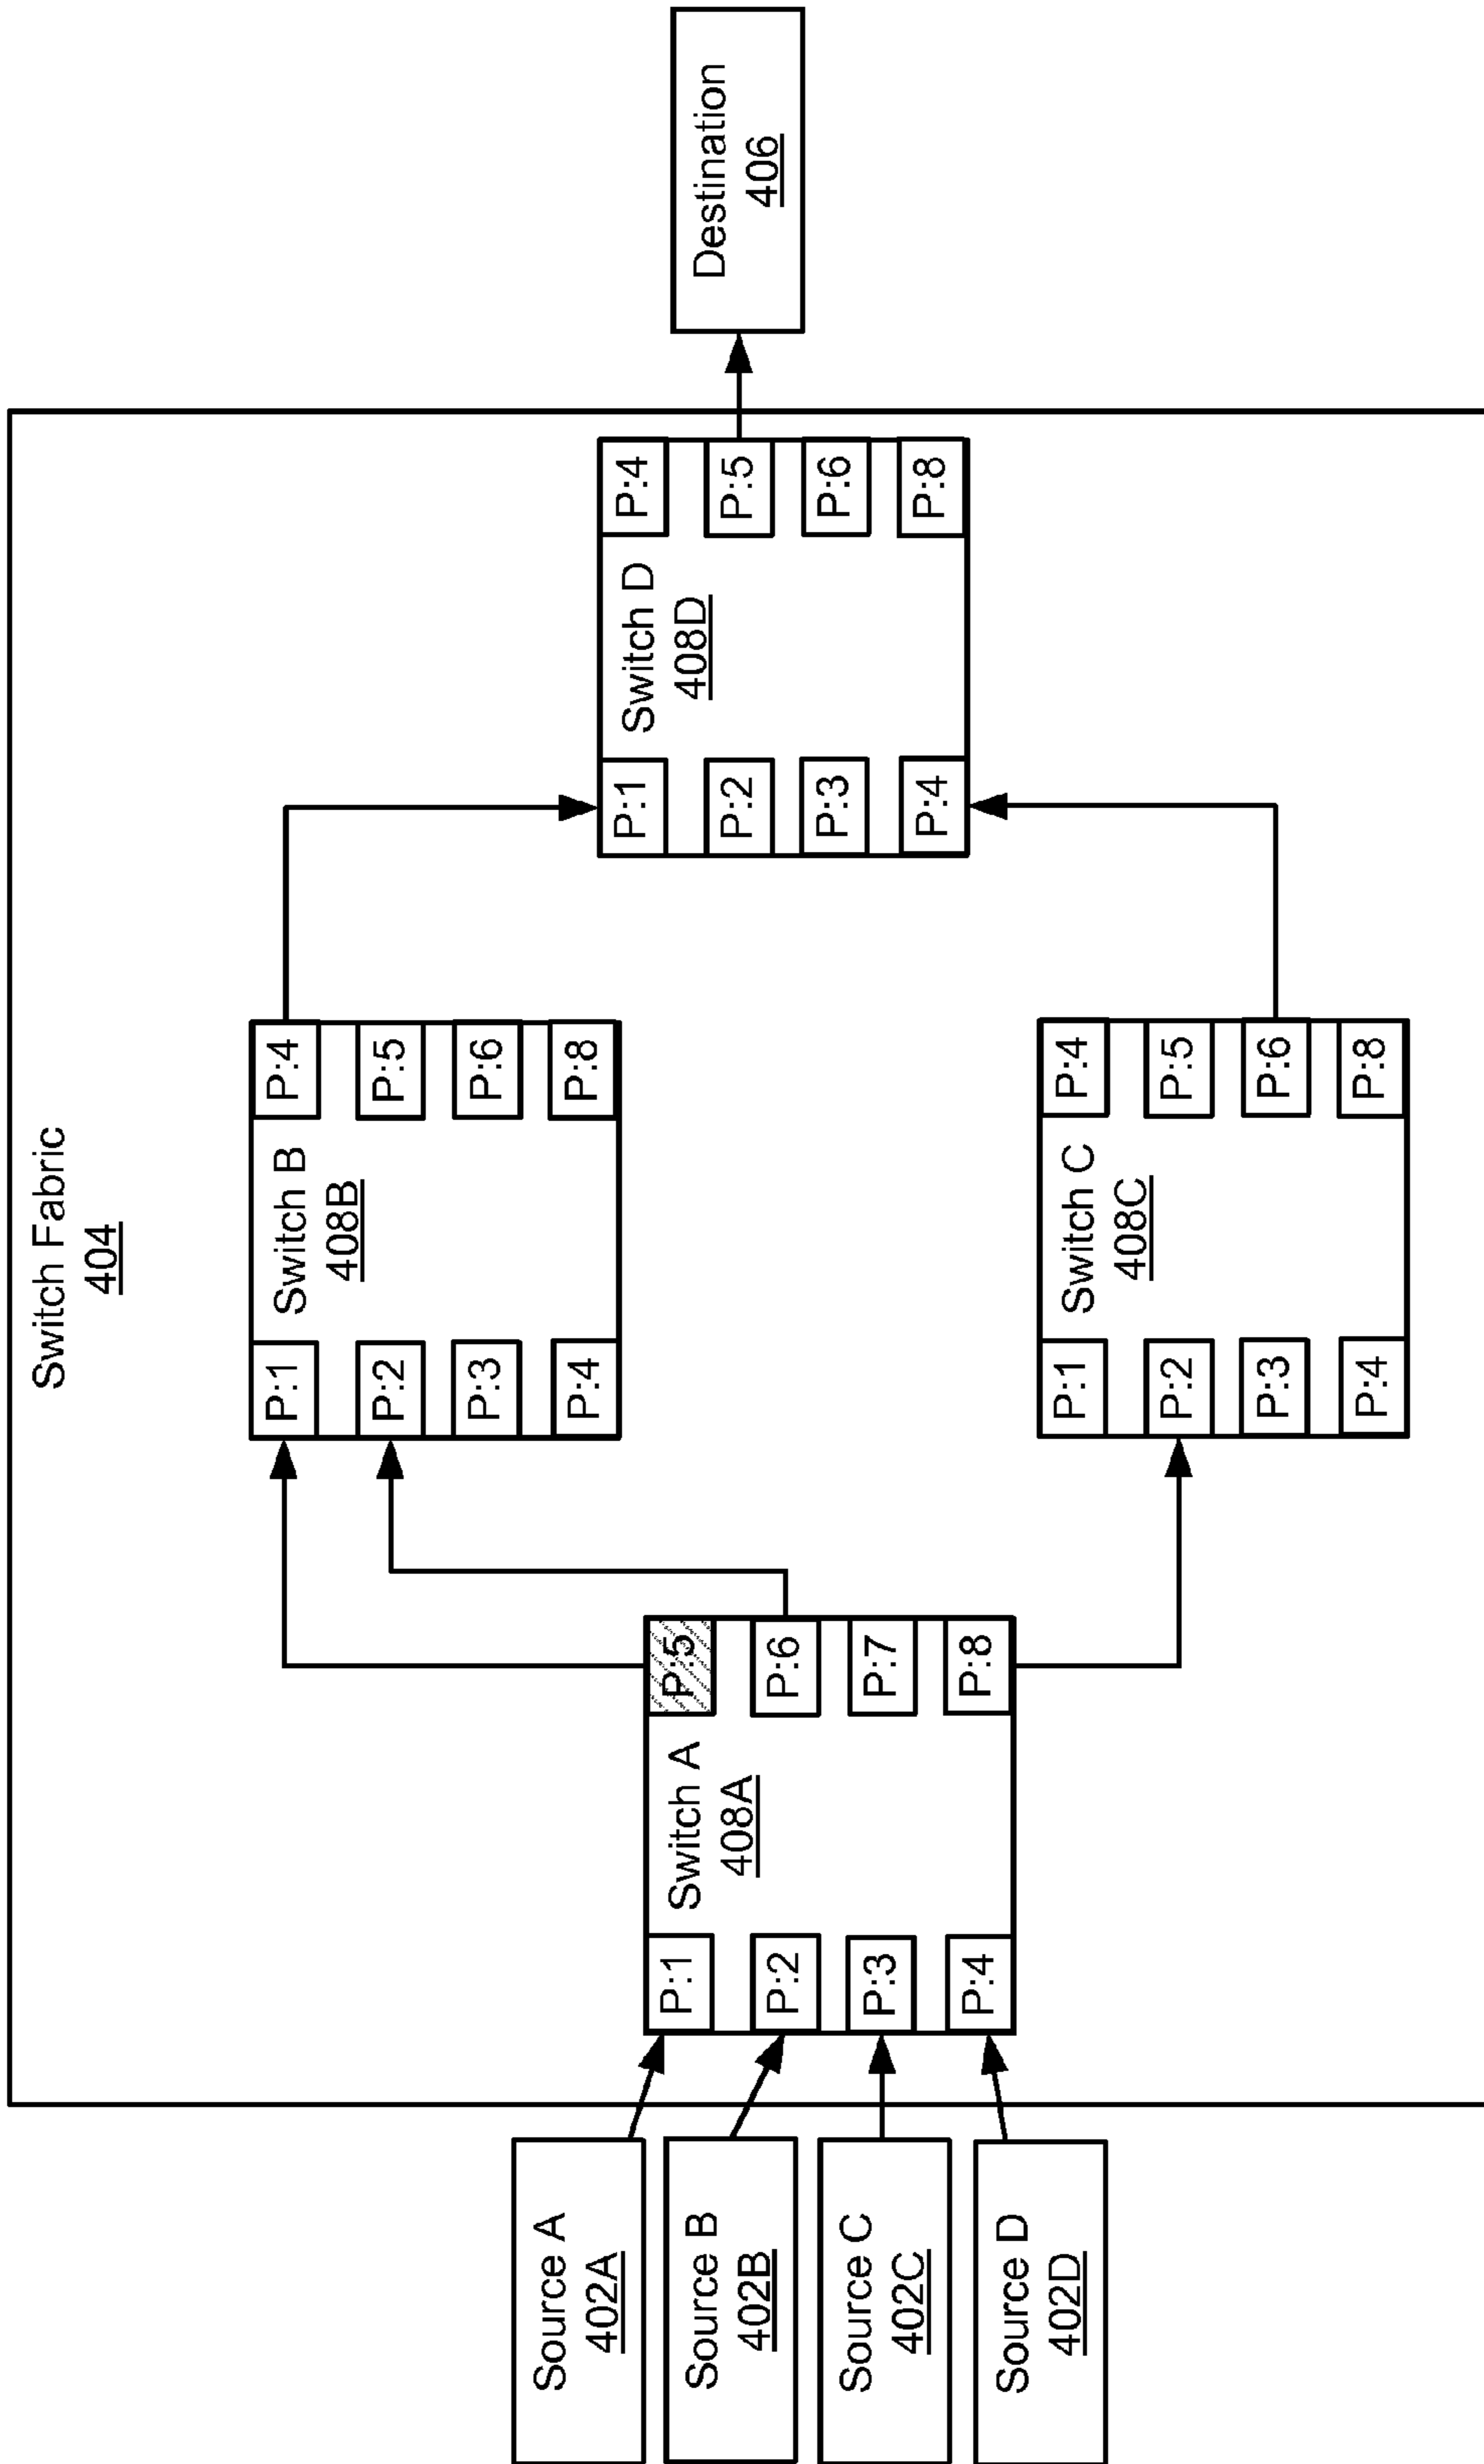 Switch Fabric
404
Source A
402A
Source B
402B
Source C
402C
Source D
402D
P:1
P:2
P:3
P:4
Switch A
408A
P:5
P:6
P:7
P:8
P:1
P:2
P:3
P:4
Switch B
408B
P:4
P:5
P:6
P:8
P:1
P:2
P:3
P:4
Switch C
408C
P:4
P:5
P:6
P:8
P:1
P:2
P:3
P:4
Switch D
408D
P:4
P:5
P:6
P:8
Destination
406